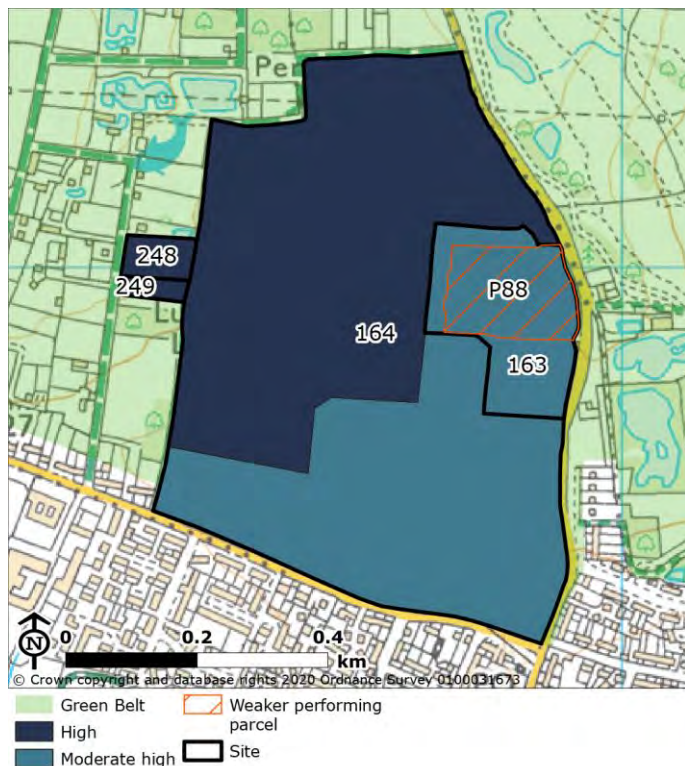 Per
248
249
Lu
P88
164
163
N
0 0.2 0.4
km
© Crown copyright and database rights 2020 Ordnance Survey 0100031673
Green Belt
High
Moderate high
Weaker performing
parcel
Site